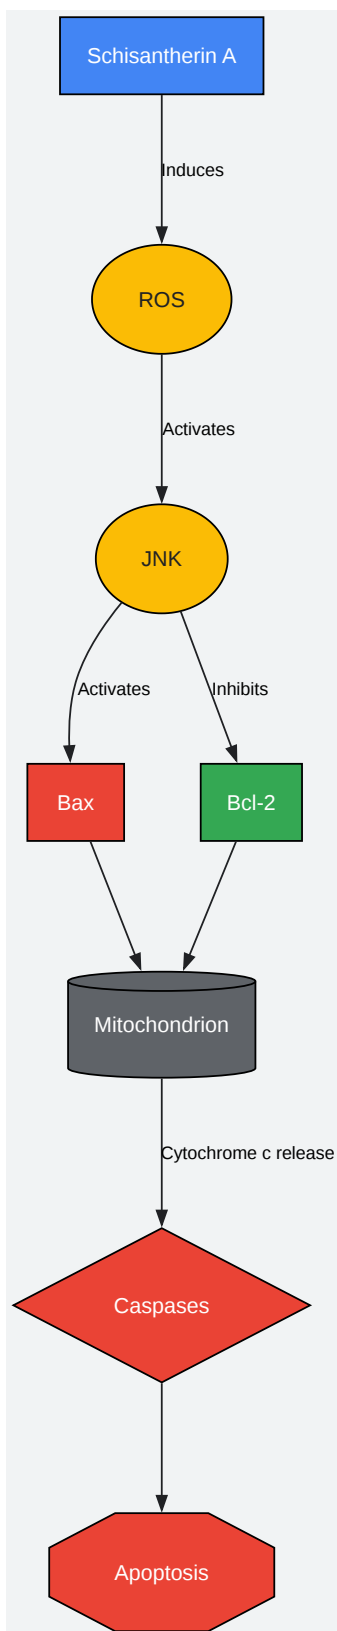 Schisantherin A
Induces
ROS
Activates
JNK
Activates
Inhibits
Bax
Bcl-2
Mitochondrion
Cytochrome c release
Caspases
Apoptosis